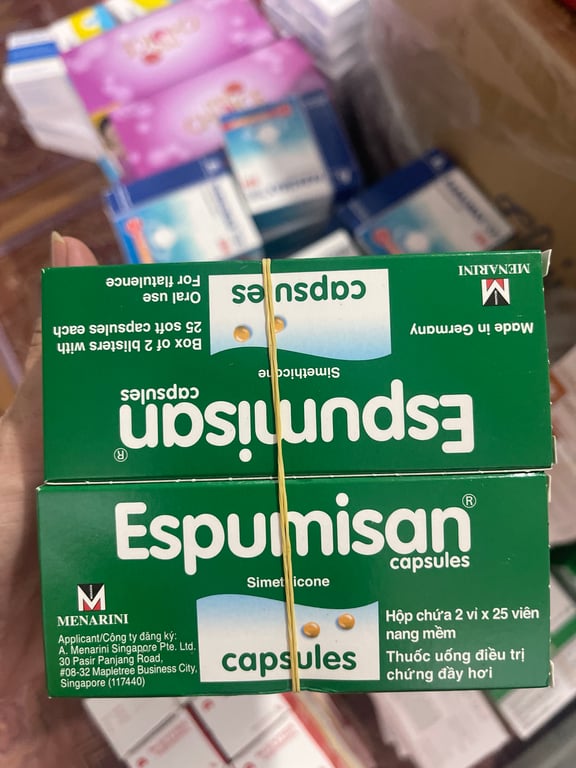 MENARINI
Made in Germany
capsules
Oral use
For flatulence
Box of 2 blisters with
25 soft capsules each
Simethicone
Espumisan®
capsules
Espumisan®
capsules
Simethicone
MENARINI
Applicant/Công ty đăng ký:
A. Menarini Singapore Pte. Ltd.
30 Pasir Panjang Road,
#08-32 Mapletree Business City,
Singapore (117440)
capsules
Hộp chứa 2 vỉ x 25 viên
nang mềm
Thuốc uống điều trị
chứng đầy hơi